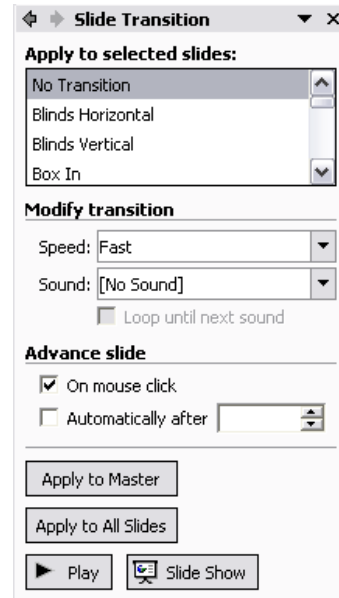 Slide Transition
Apply to selected slides:
No Transition
Blinds Horizontal
Blinds Vertical
Box In
Modify transition
Speed: Fast
Sound: [No Sound]
Loop until next sound
Advance slide
On mouse click
Automatically after
Apply to Master
Apply to All Slides
Play Slide Show